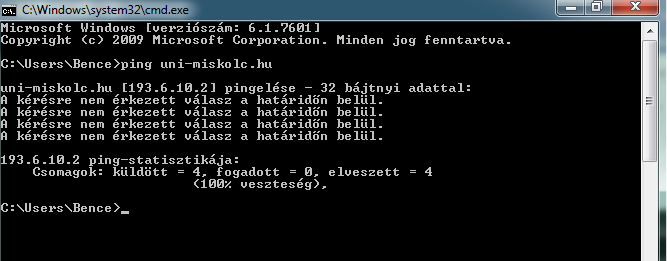 C:\Windows\system32\cmd.exe
Microsoft Windows [verziószám: 6.1.7601]
Copyright (c) 2009 Microsoft Corporation. Minden jog fenntartva.
C:\Users\Bence>ping uni-miskolc.hu
uni-miskolc.hu [193.6.10.2] pingelése - 32 bájtnyi adattal:
A kérésre nem érkezett válasz a határidőn belül.
A kérésre nem érkezett válasz a határidőn belül.
A kérésre nem érkezett válasz a határidőn belül.
A kérésre nem érkezett válasz a határidőn belül.
193.6.10.2 ping-statisztikája:
Csomagok: küldött = 4, fogadott = 0, elveszett = 4
(100% veszteség),
C:\Users\Bence>_